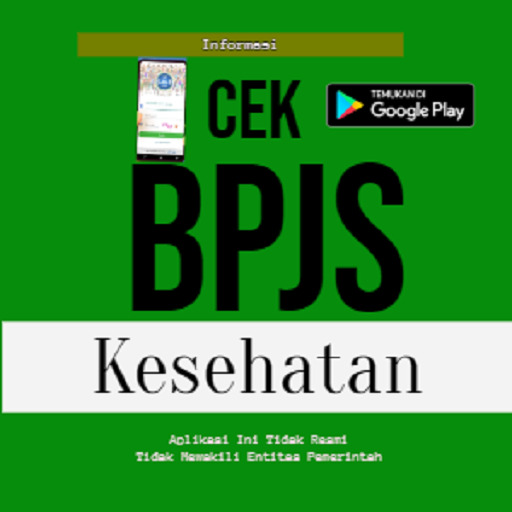 Informasi
CEK
TEMUKAN DI
Google Play
BPJS
Kesehatan
Aplikasi Ini Tidak Resmi
Tidak Mewakili Entitas Pemerintah